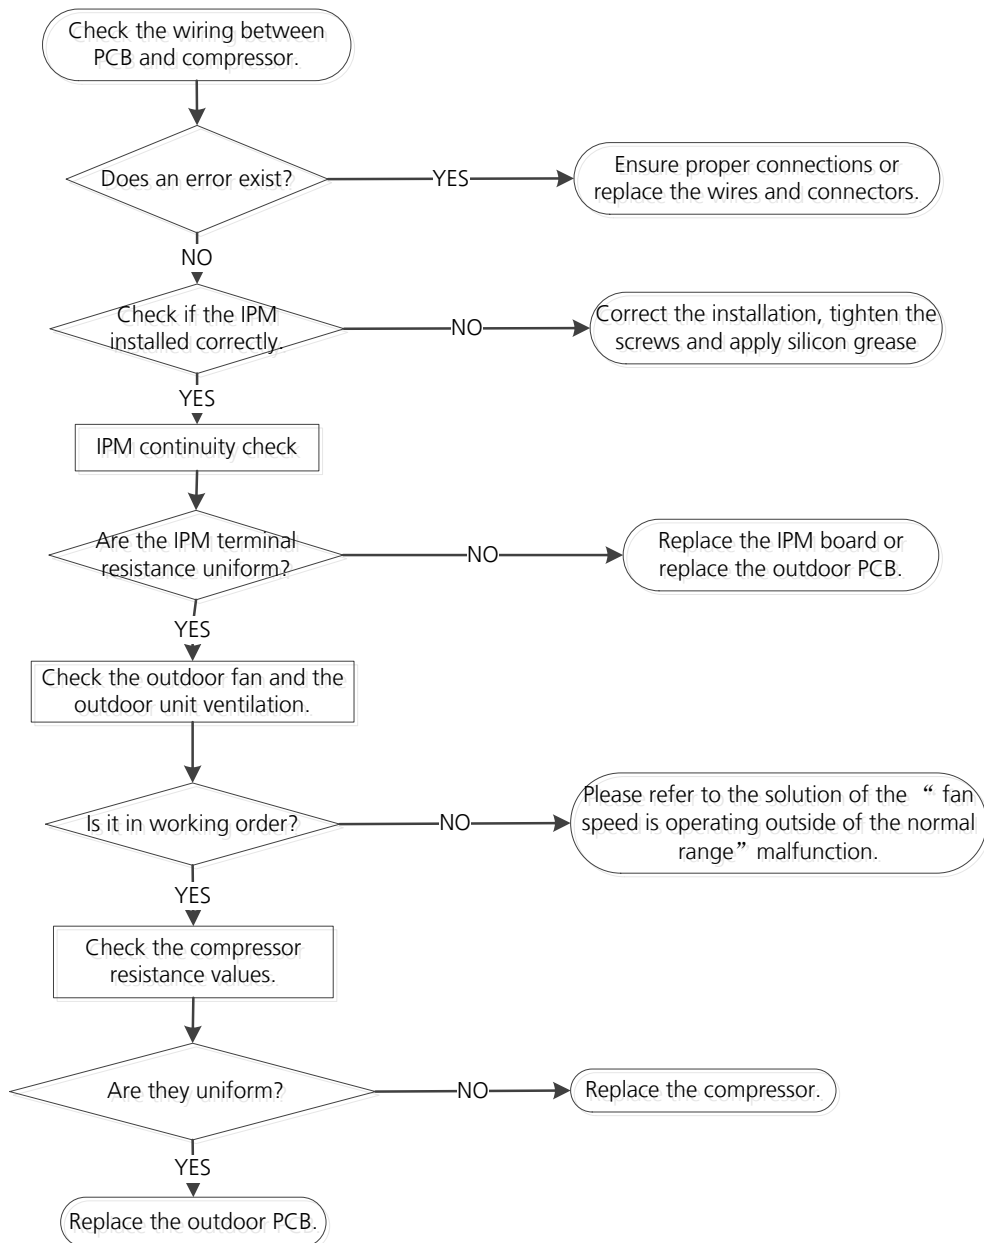 Check the wiring between
PCB and compressor.
Does an error exist?
YES
Ensure proper connections or
replace the wires and connectors.
NO
Check if the IPM
installed correctly.
NO
Correct the installation, tighten the
screws and apply silicon grease
YES
IPM continuity check
Are the IPM terminal
resistance uniform?
NO
Replace the IPM board or
replace the outdoor PCB.
YES
Check the outdoor fan and the
outdoor unit ventilation.
Is it in working order?
NO
Please refer to the solution of the “ fan
speed is operating outside of the normal
range” malfunction.
YES
Check the compressor
resistance values.
Are they uniform?
NO
Replace the compressor.
YES
Replace the outdoor PCB.